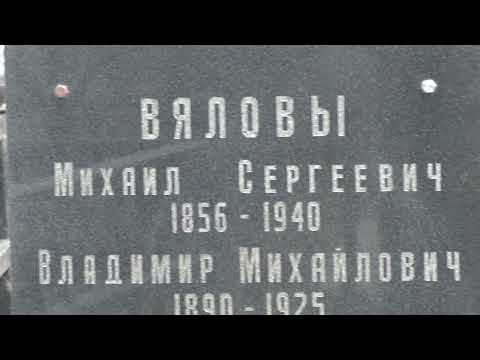 ВЯЛОВЫ
МИХАИЛ СЕРГЕЕВИЧ
1856 - 1940
ВЛАДИМИР МИХАЙЛОВИЧ
1890 - 1925